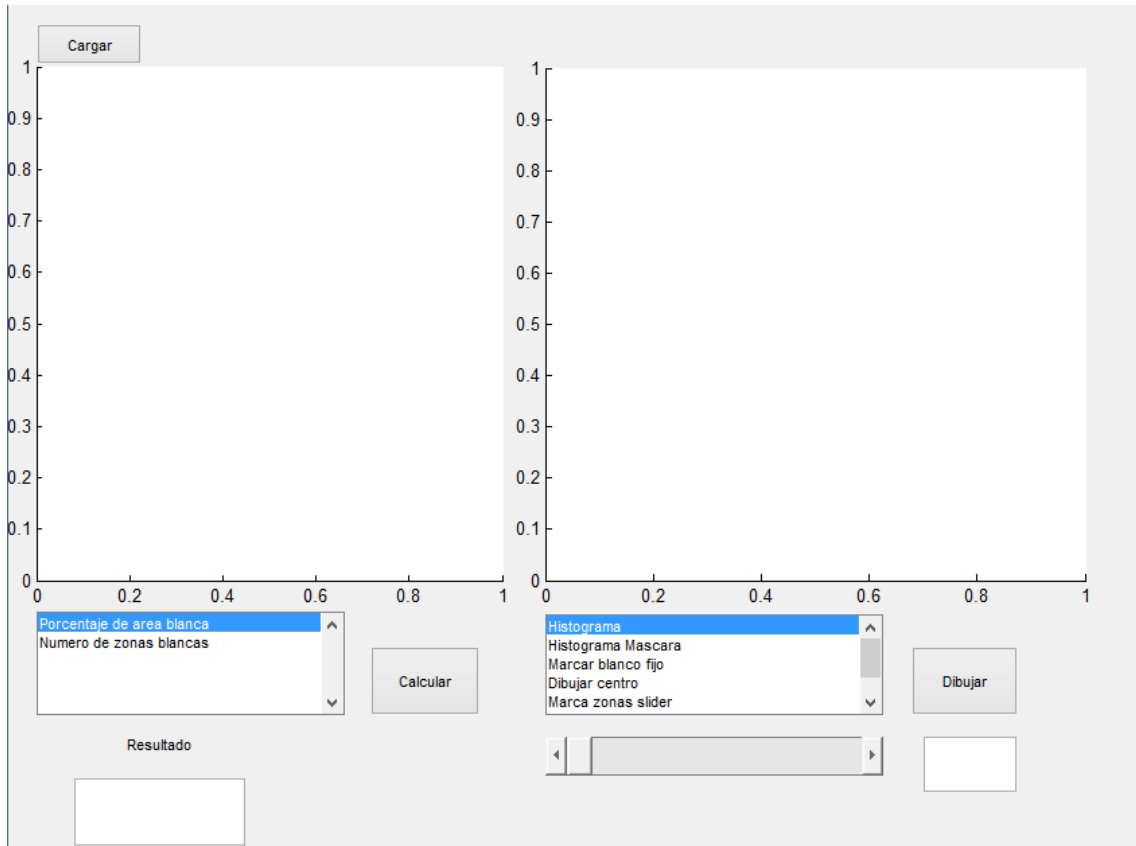 Cargar
1
0.9
0.8
0.7
0.6
0.5
0.4
0.3
0.2
0.1
0
0 0.2 0.4 0.6 0.8 1
1
0.9
0.8
0.7
0.6
0.5
0.4
0.3
0.2
0.1
0
0 0.2 0.4 0.6 0.8 1
Porcentaje de area blanca
Numero de zonas blancas
Calcular
Resultado
Histograma
Histograma Mascara
Marcar blanco fijo
Dibujar centro
Marca zonas slider
Dibujar